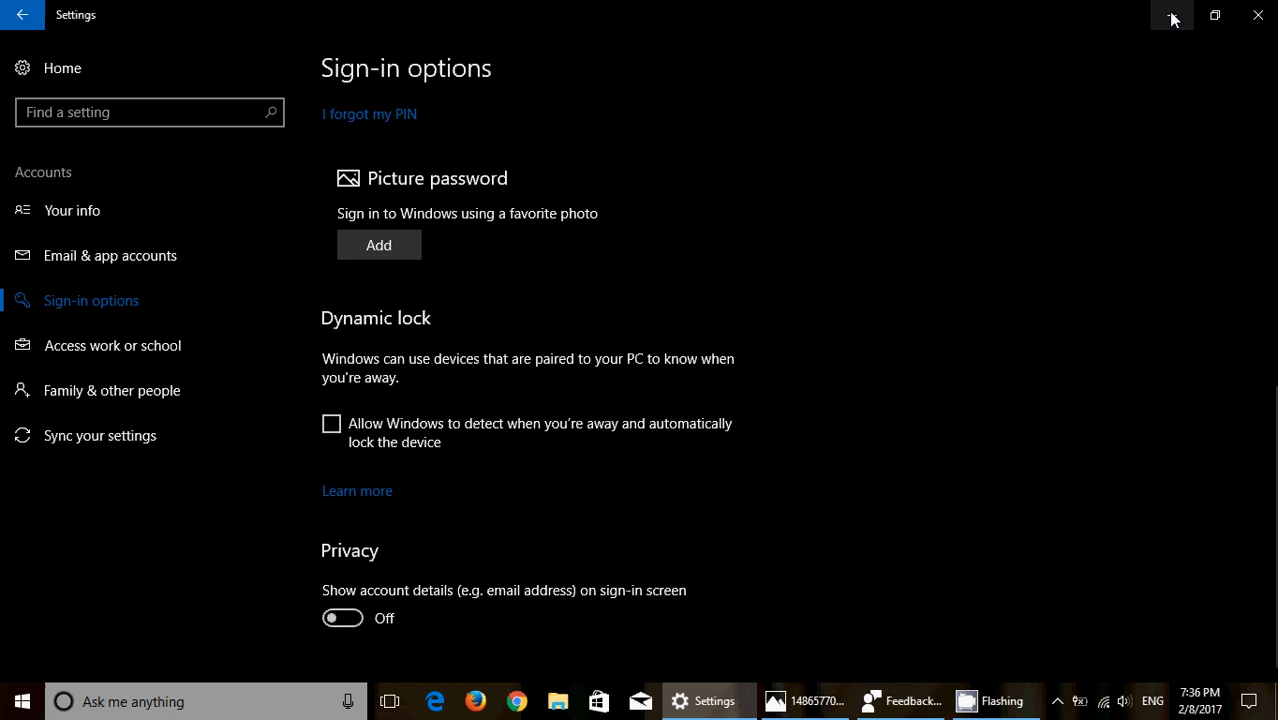 Settings
Home
Find a setting
Accounts
Your info
Email & app accounts
Sign-in options
Access work or school
Family & other people
Sync your settings
Sign-in options
I forgot my PIN
Picture password
Sign in to Windows using a favorite photo
Add
Dynamic lock
Windows can use devices that are paired to your PC to know when
you're away.
Allow Windows to detect when you're away and automatically
lock the device
Learn more
Privacy
Show account details (e.g. email address) on sign-in screen
Off
Ask me anything
Settings
14865770...
Feedback...
Flashing
ENG
7:36 PM
2/8/2017